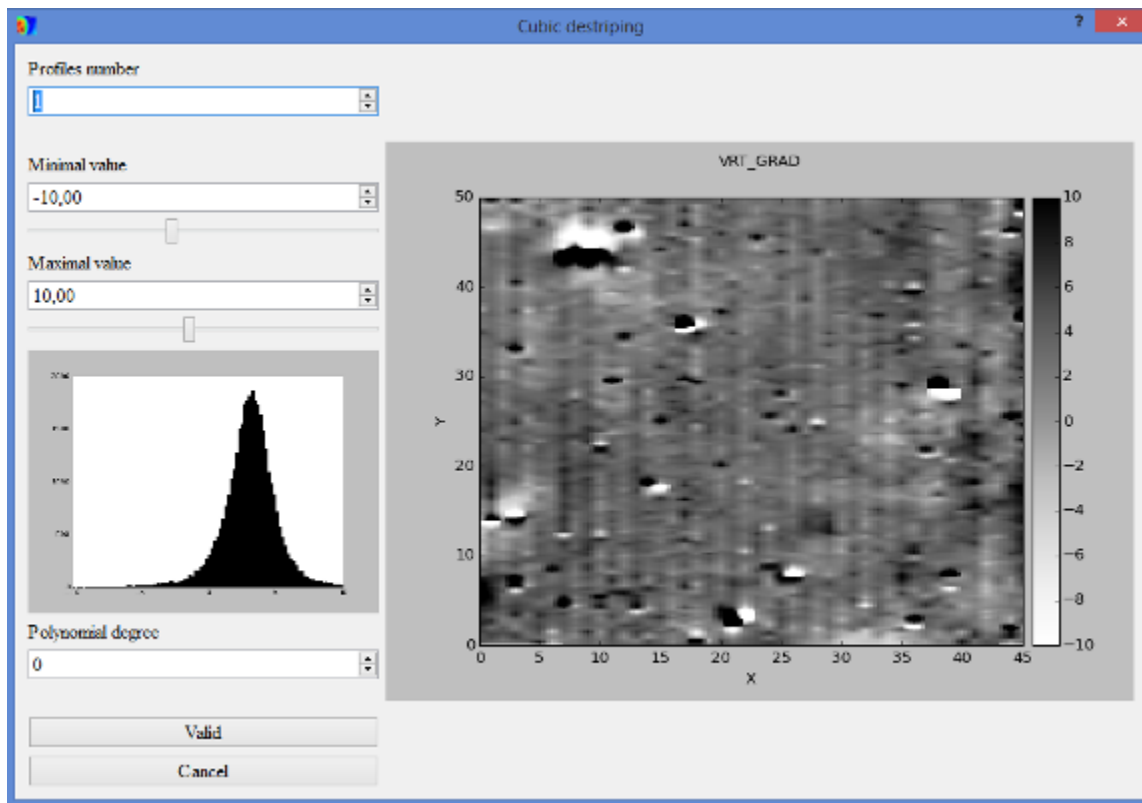 Cubic destriping
?
x
Profiles number
1
Minimal value
-10,00
Maximal value
10,00
Polynomial degree
0
Valid
Cancel
VRT_GRAD
50
40
30
20
10
0
Y
0 5 10 15 20 25 30 35 40 45
X
10
8
6
4
2
0
−2
−4
−6
−8
−10